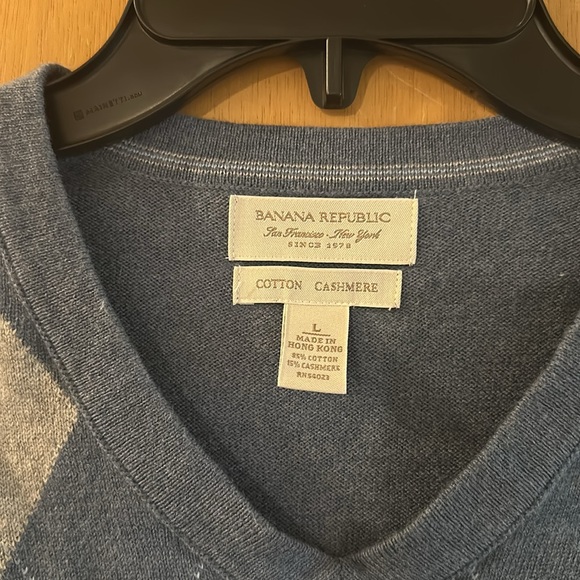 BANANA REPUBLIC
San Francisco · New York
SINCE 1978
COTTON CASHMERE
L
MADE IN
HONG KONG
85% COTTON
15% CASHMERE
RN54023